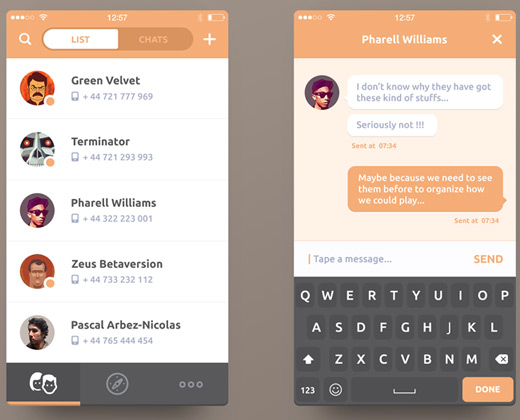 12:57
LIST
CHATS
Green Velvet
+ 44 721 777 969
Terminator
+ 44 721 293 993
Pharell Williams
+ 44 322 223 001
Zeus Betaversion
+ 44 733 232 112
Pascal Arbez-Nicolas
+ 44 765 444 454
12:57
Pharell Williams
I don't know why they have got
these kind of stuffs...
Seriously not !!!
Sent at 07:34
Maybe because we need to see
them before to organize how
we could play...
Sent at 07:34
Tape a message...
SEND
Q W E R T Y U I O P
A S D F G H J K L
Z X C V B N M
123
DONE